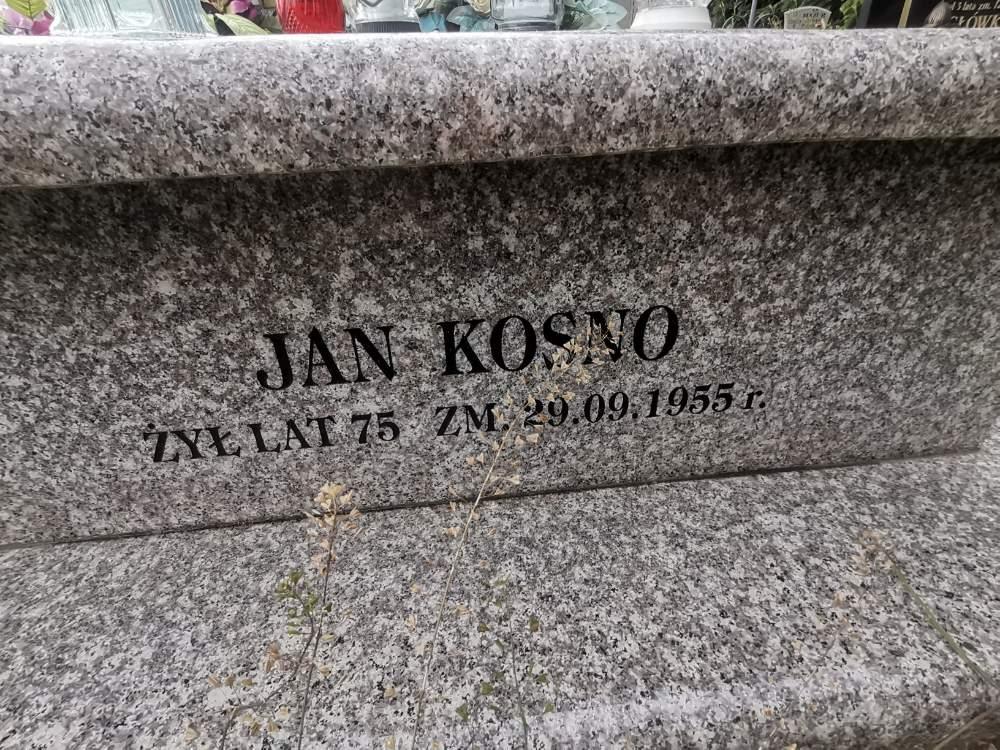 JAN KOSNO
ŻYŁ LAT 75 ZM. 29.09.1955 r.